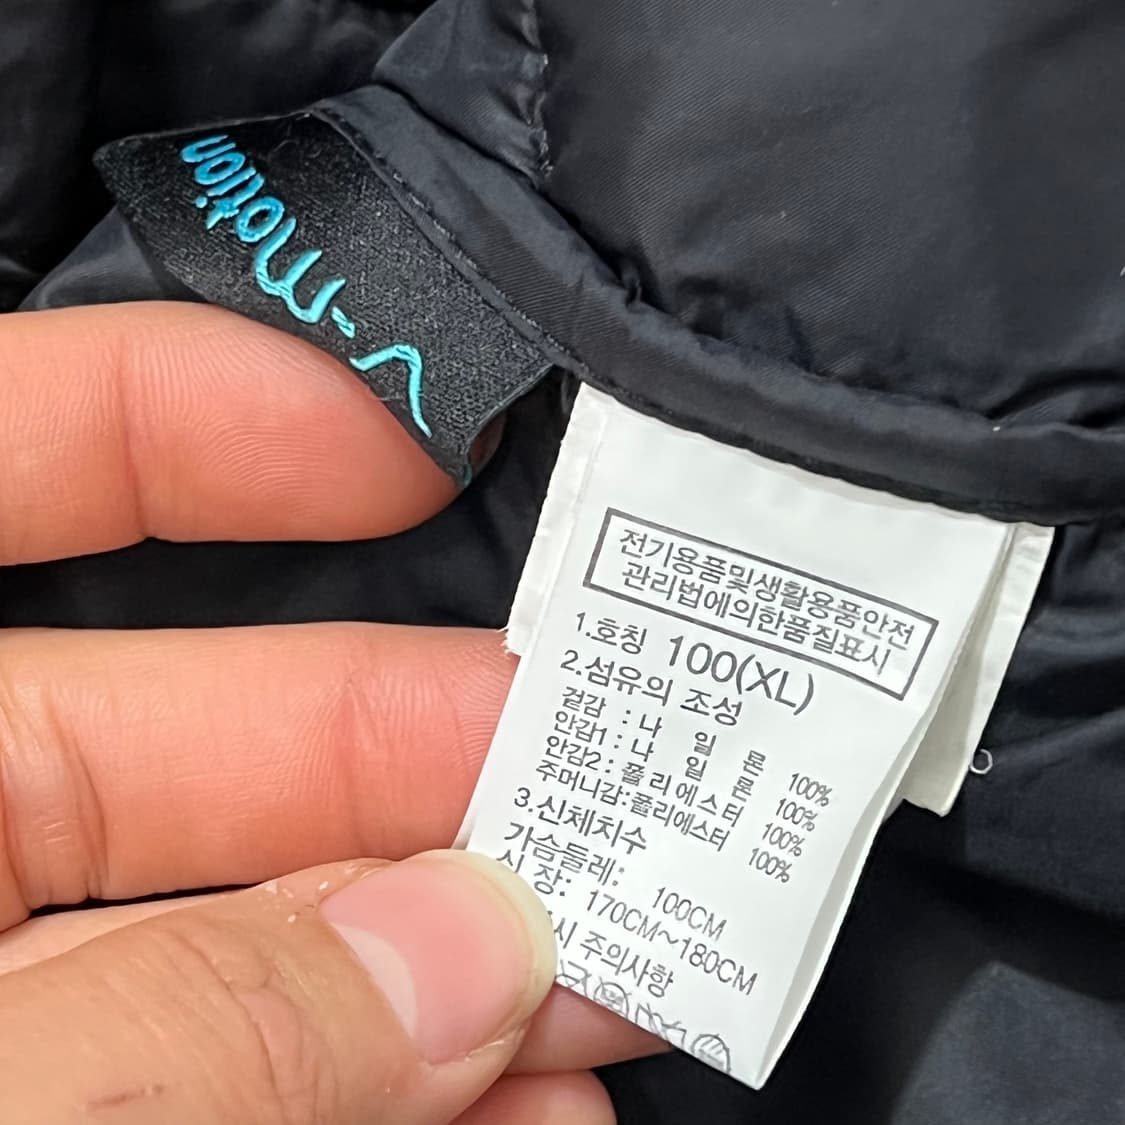 v-motion
전기용품및생활용품안전
관리법에의한품질표시
1.호칭 100(XL)
2.섬유의 조성
겉감 : 나 일 론 100%
안감1 : 나 일 론 100%
안감2 : 폴리에스터 100%
주머니감:폴리에스터 100%
3.신체치수
가슴둘레: 100CM
신 장: 170CM~180CM
시 주의사항